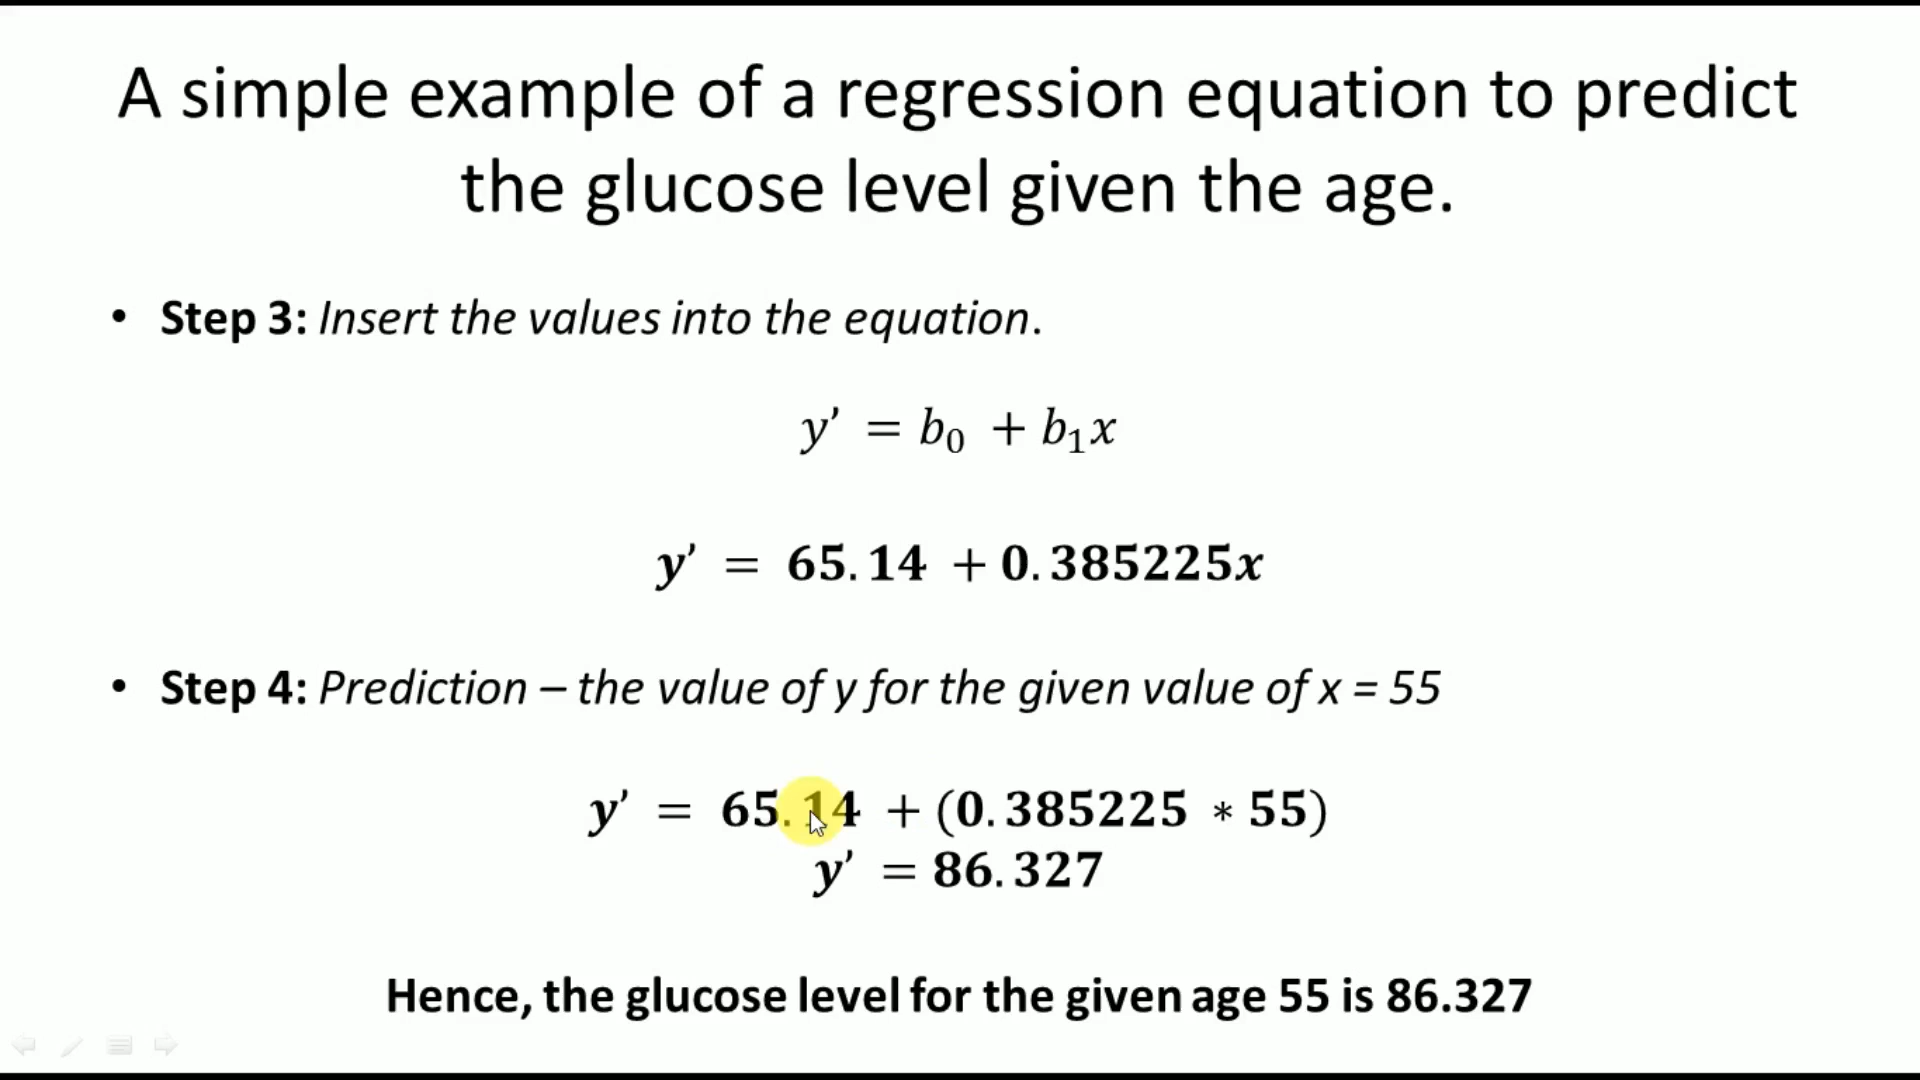 A simple example of a regression equation to predict
the glucose level given the age.
• Step 3: Insert the values into the equation.
y’ = b₀ + b₁x
y’ = 65.14 + 0.385225x
• Step 4: Prediction – the value of y for the given value of x = 55
y’ = 65.14 + (0.385225 * 55)
y’ = 86.327
Hence, the glucose level for the given age 55 is 86.327